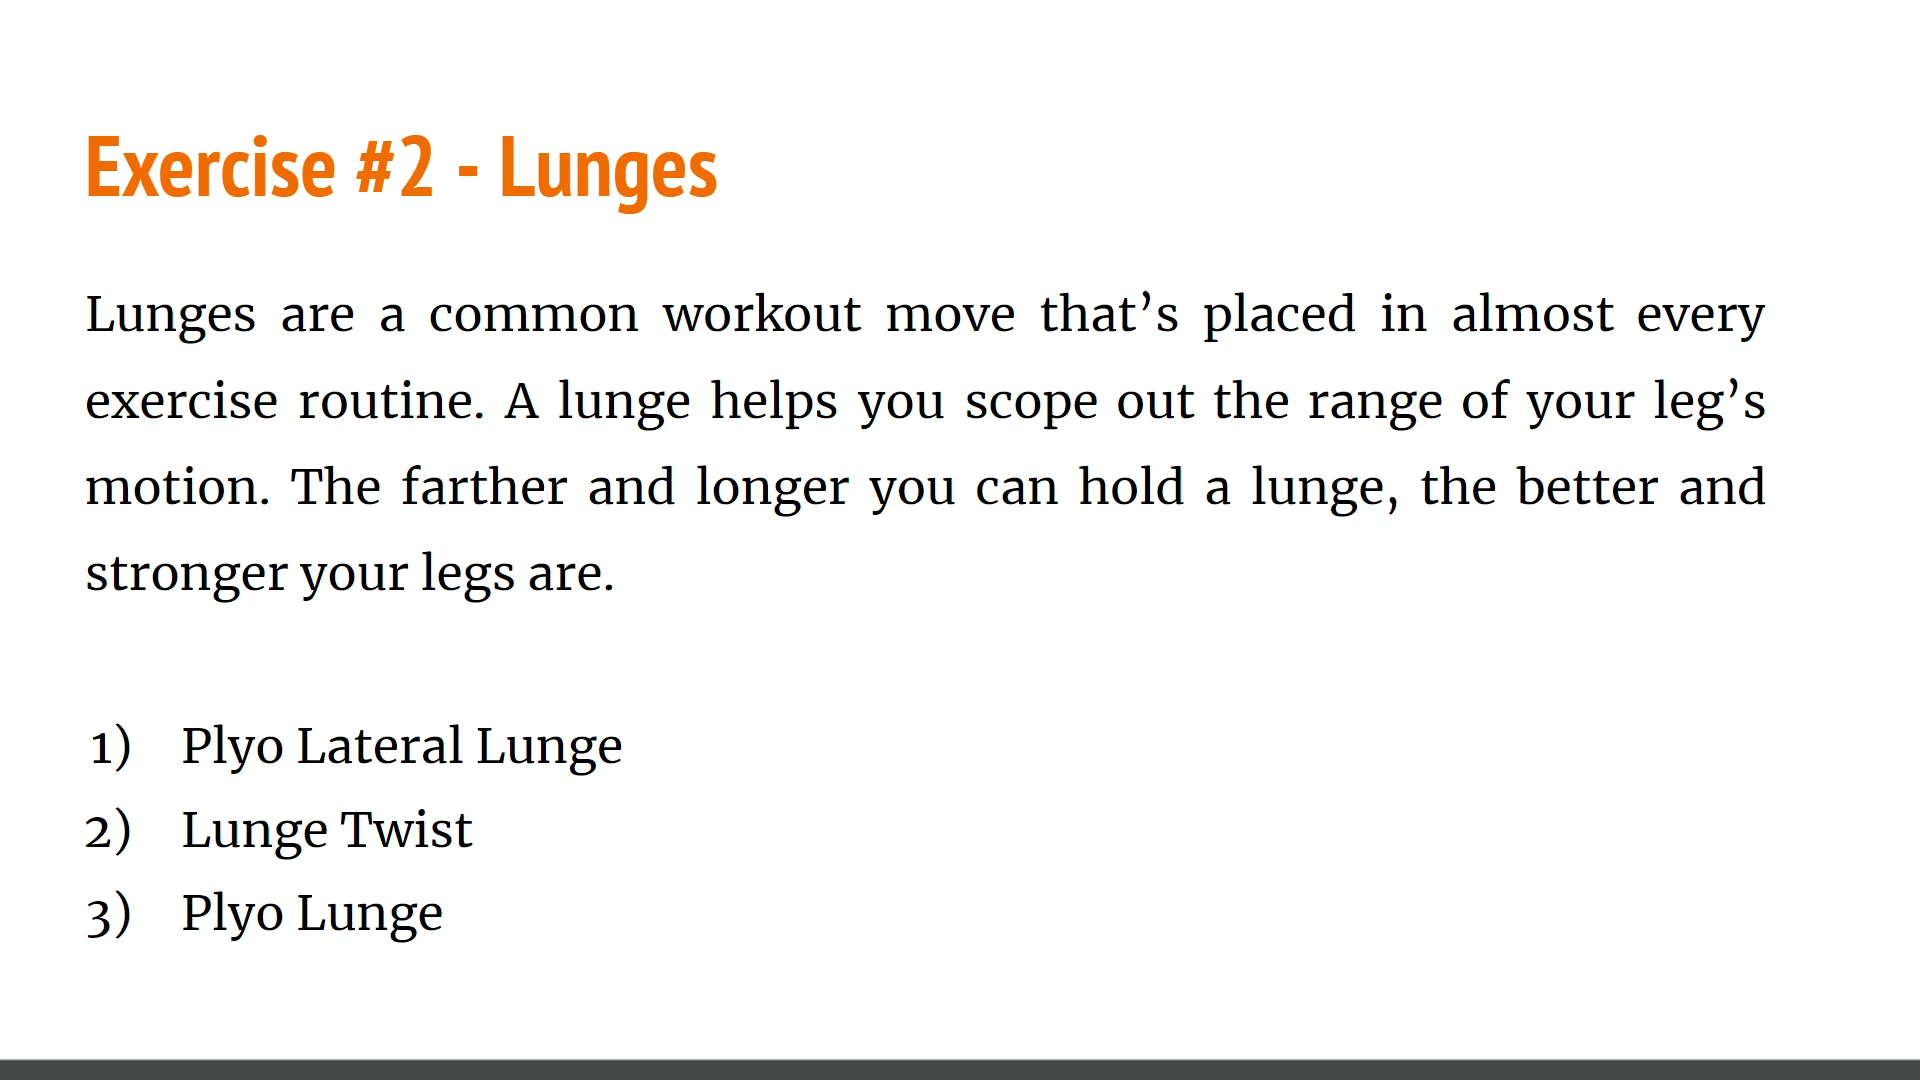 Exercise #2 - Lunges
Lunges are a common workout move that’s placed in almost every
exercise routine. A lunge helps you scope out the range of your leg’s
motion. The farther and longer you can hold a lunge, the better and
stronger your legs are.
1) Plyo Lateral Lunge
2) Lunge Twist
3) Plyo Lunge